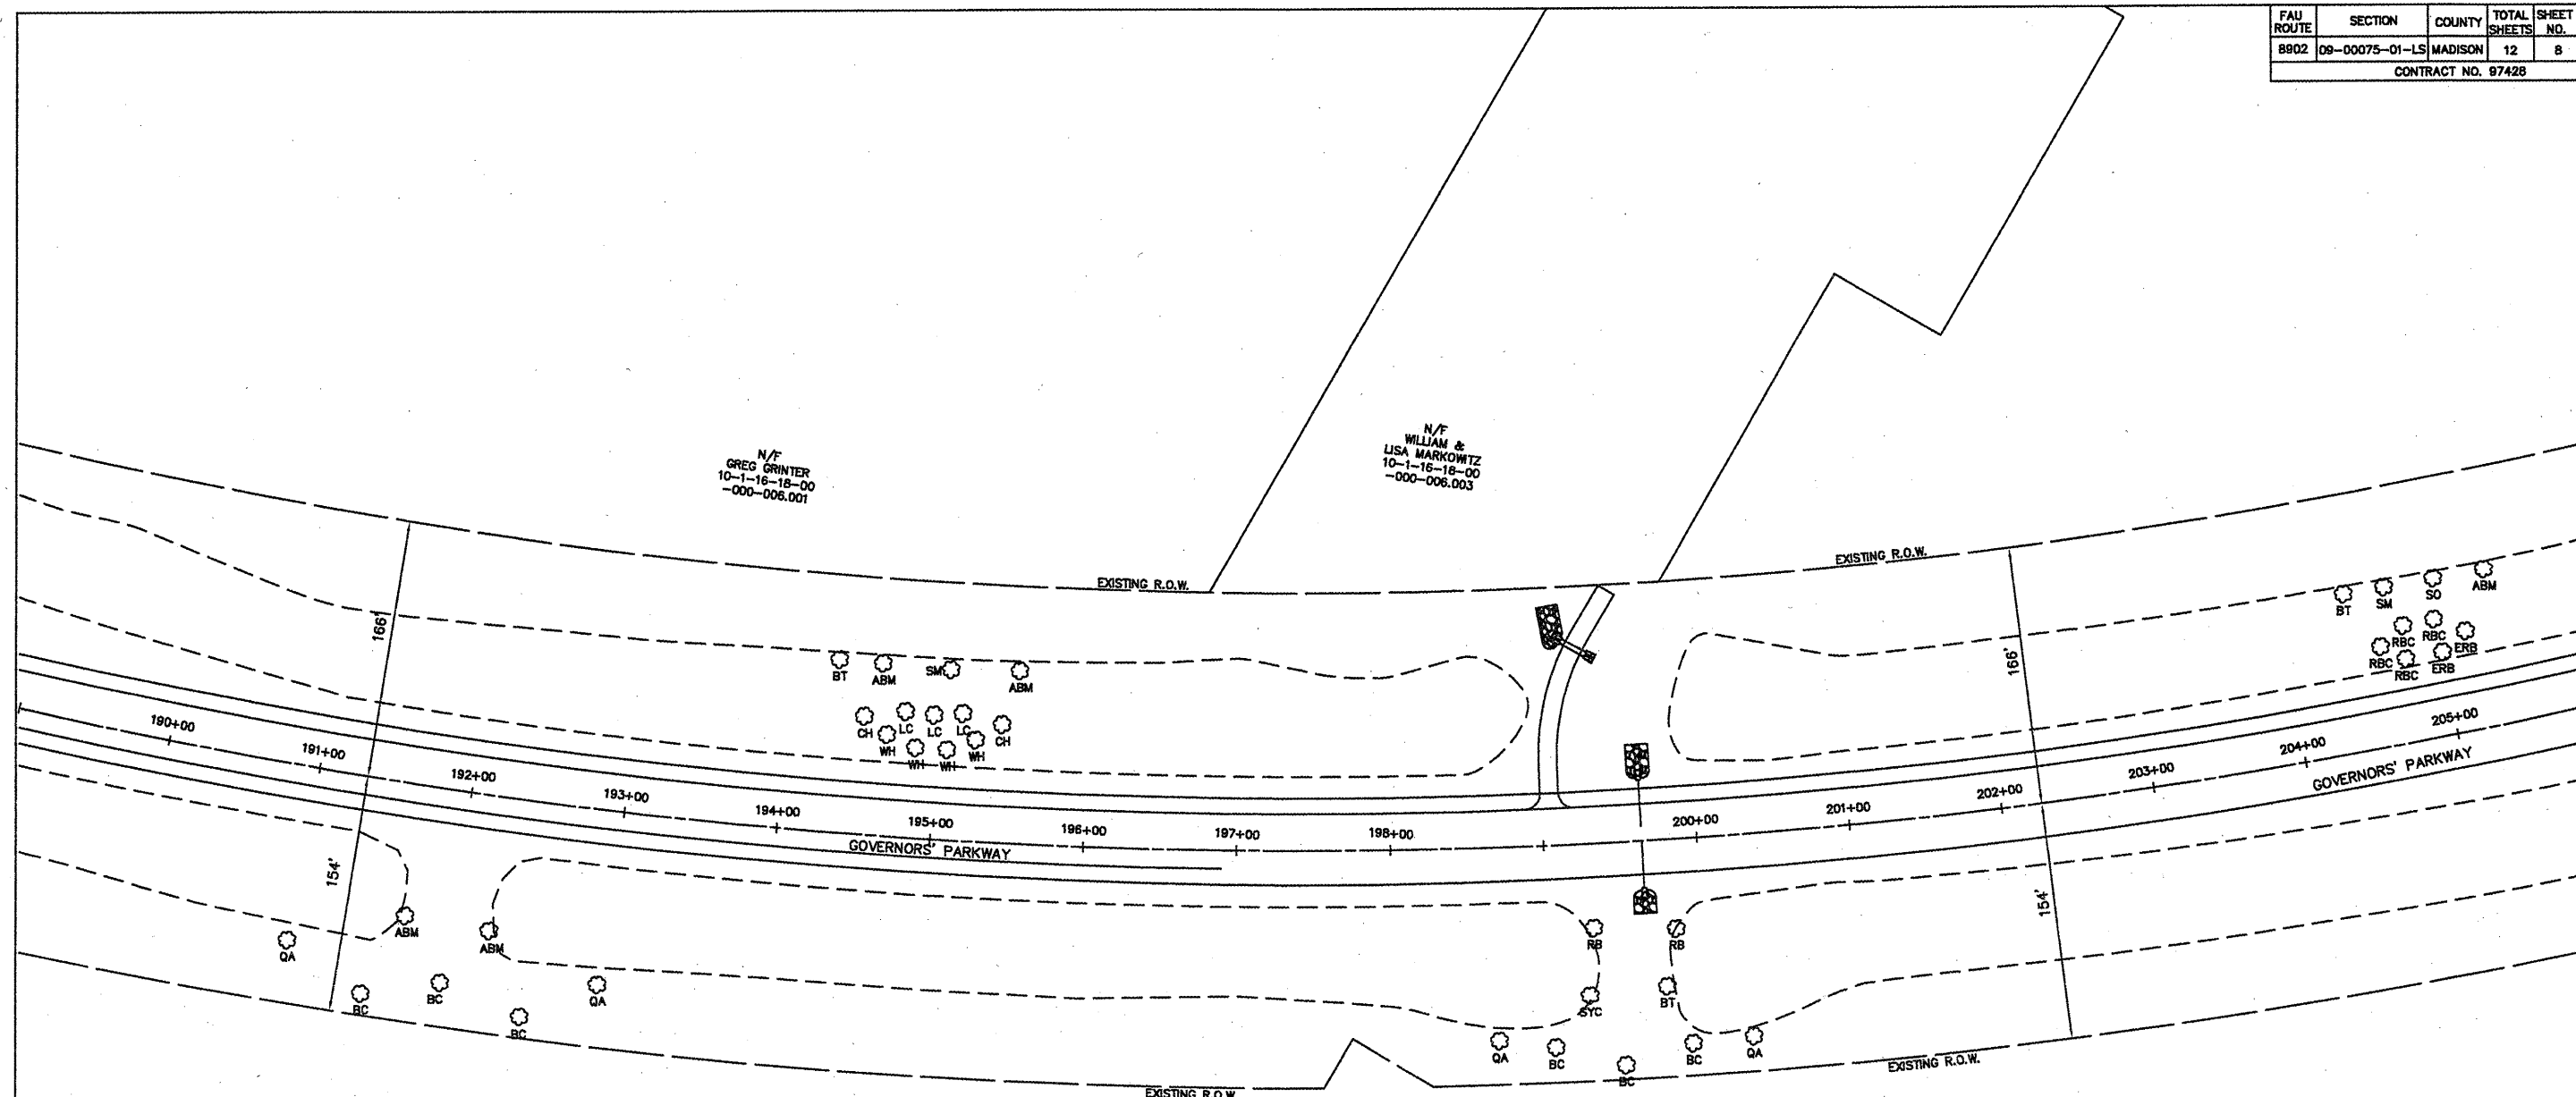 FAU ROUTE SECTION COUNTY TOTAL SHEETS SHEET NO.
8902 09-00075-01-LS MADISON 12 8
CONTRACT NO. 97428
N/F
GREG GRINTER
10-1-16-18-00
-000-006.001
N/F
WILLIAM &
LISA MARKOWITZ
10-1-16-18-00
-000-006.003
EXISTING R.O.W.
EXISTING R.O.W.
166'
166'
BT
ABM
SM
ABM
CH
LC
LC
LC
CH
WH
WH
WH
WH
BT
SM
SO
ABM
RBC
RBC
ERB
RBC
RBC
ERB
190+00
191+00
192+00
193+00
194+00
195+00
196+00
197+00
198+00
200+00
201+00
202+00
203+00
204+00
205+00
GOVERNORS' PARKWAY
GOVERNORS' PARKWAY
154'
154'
QA
ABM
ABM
BC
BC
BC
QA
RB
RB
SYC
BT
QA
BC
BC
BC
QA
EXISTING R.O.W.
EXISTING R.O.W.